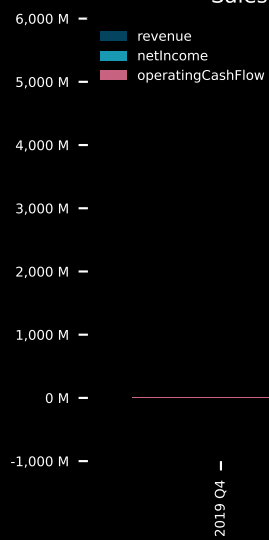 Sales
6,000 M
revenue
netIncome
operatingCashFlow
5,000 M
4,000 M
3,000 M
2,000 M
1,000 M
0 M
-1,000 M
2019 Q4